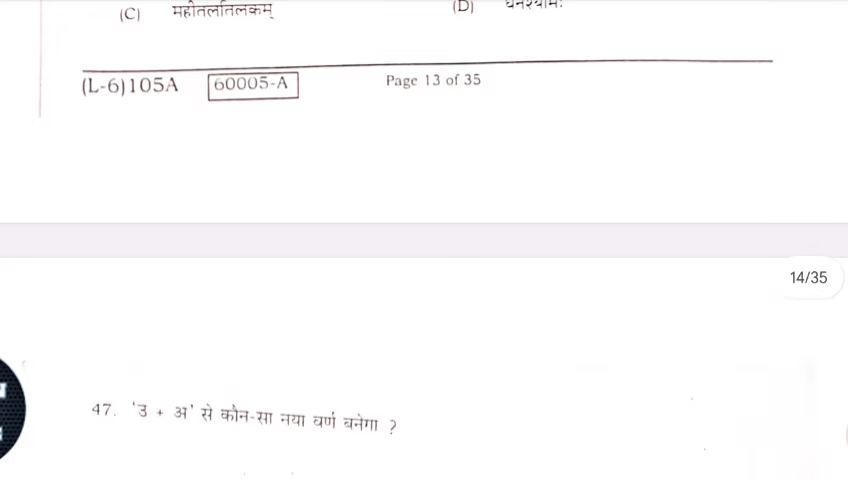 (C) महीतलतिलकम् (D) घनश्यामः
(L-6)105A 60005-A Page 13 of 35
14/35
47. 'उ + अ' से कौन-सा नया वर्ण बनेगा ?